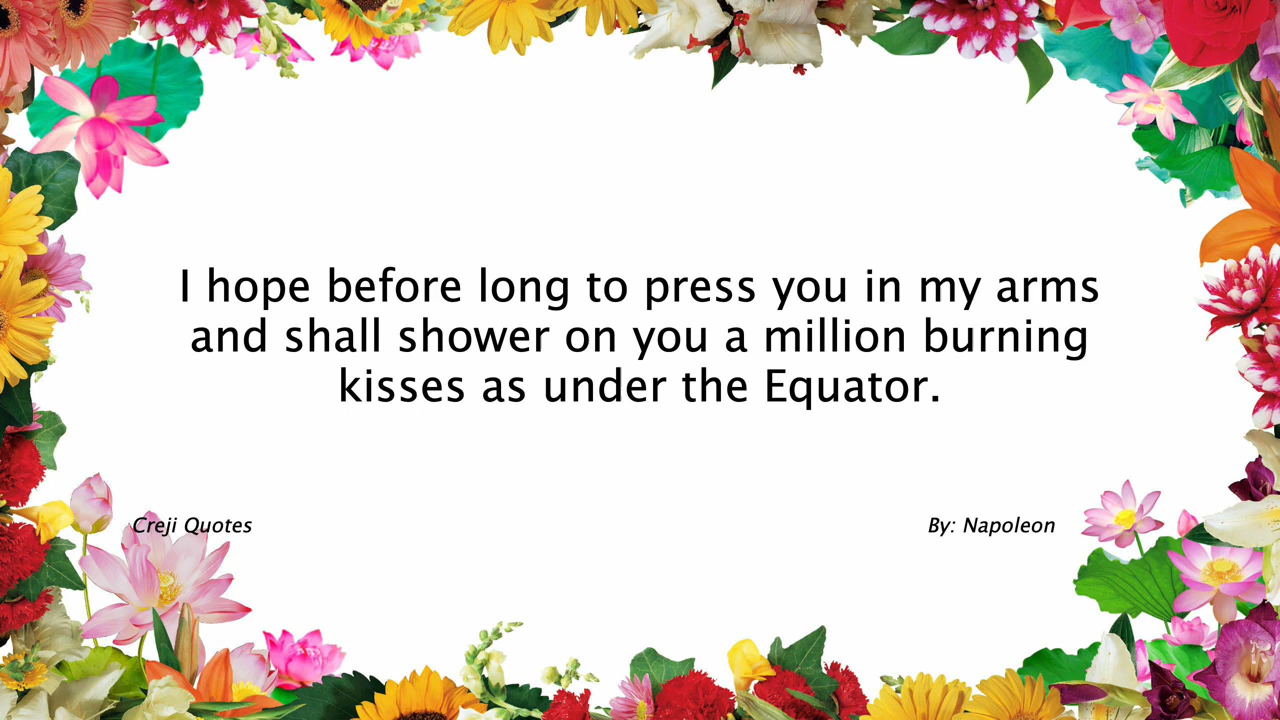 I hope before long to press you in my arms
and shall shower on you a million burning
kisses as under the Equator.
Creji Quotes
By: Napoleon